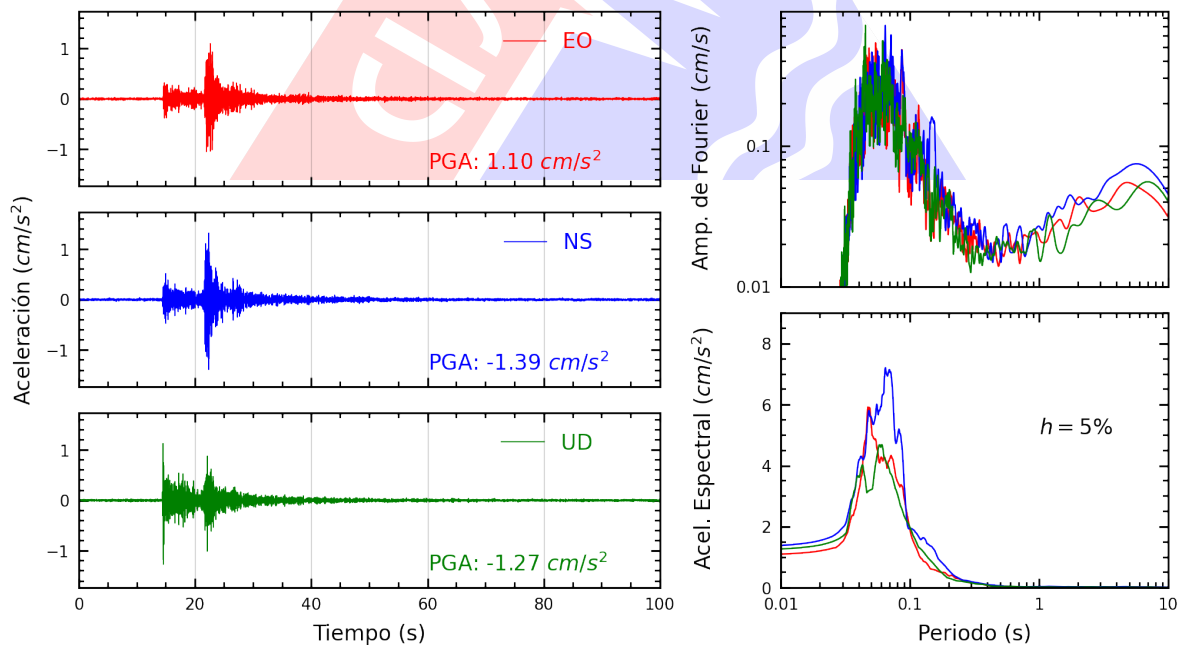 Aceleración (cm/s²)
1
0
−1
EO
PGA: 1.10 cm/s²
1
0
−1
NS
PGA: -1.39 cm/s²
1
0
−1
UD
PGA: -1.27 cm/s²
0
20
40
60
80
100
Tiempo (s)
Amp. de Fourier (cm/s)
0.1
0.01
Acel. Espectral (cm/s²)
8
6
4
2
0
h = 5%
0.01
0.1
1
10
Periodo (s)